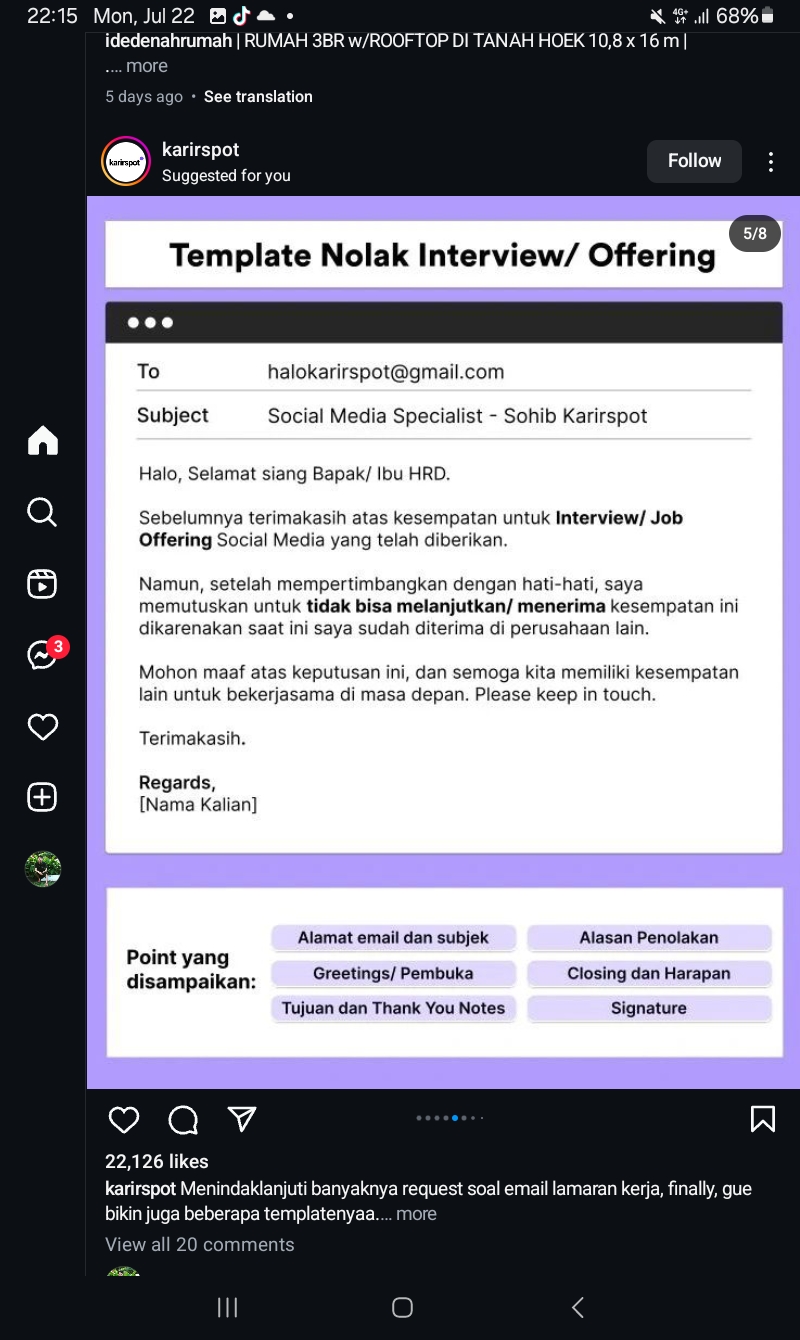 22:15 Mon, Jul 22
4G+ 68%
idedenahrumah | RUMAH 3BR w/ROOFTOP DI TANAH HOEK 10,8 x 16 m |
.... more
5 days ago • See translation
karirspot
karirspot
Suggested for you
Follow
5/8
Template Nolak Interview/ Offering
To halokarirspot@gmail.com
Subject Social Media Specialist - Sohib Karirspot
Halo, Selamat siang Bapak/ Ibu HRD.
Sebelumnya terimakasih atas kesempatan untuk Interview/ Job
Offering Social Media yang telah diberikan.
Namun, setelah mempertimbangkan dengan hati-hati, saya
memutuskan untuk tidak bisa melanjutkan/ menerima kesempatan ini
dikarenakan saat ini saya sudah diterima di perusahaan lain.
Mohon maaf atas keputusan ini, dan semoga kita memiliki kesempatan
lain untuk bekerjasama di masa depan. Please keep in touch.
Terimakasih.
Regards,
[Nama Kalian]
3
Point yang
disampaikan:
Alamat email dan subjek
Alasan Penolakan
Greetings/ Pembuka
Closing dan Harapan
Tujuan dan Thank You Notes
Signature
22,126 likes
karirspot Menindaklanjuti banyaknya request soal email lamaran kerja, finally, gue
bikin juga beberapa templatenyaa.... more
View all 20 comments